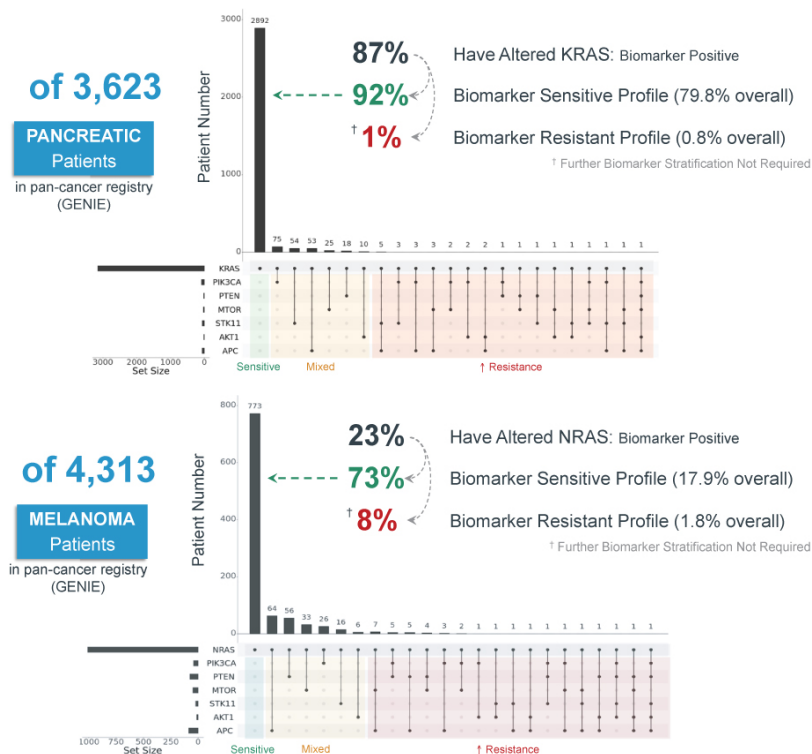 of 3,623
PANCREATIC
Patients
in pan-cancer registry
(GENIE)
87% Have Altered KRAS: Biomarker Positive
92% Biomarker Sensitive Profile (79.8% overall)
† 1% Biomarker Resistant Profile (0.8% overall)
† Further Biomarker Stratification Not Required
Patient Number
3000
2000
1000
0
2892 75 54 53 25 18 10 5 3 3 3 2 2 2 1 1 1 1 1 1 1 1 1
KRAS
PIK3CA
PTEN
MTOR
STK11
AKT1
APC
3000 2000 1000 0
Set Size
Sensitive Mixed ↑ Resistance
of 4,313
MELANOMA
Patients
in pan-cancer registry
(GENIE)
23% Have Altered NRAS: Biomarker Positive
73% Biomarker Sensitive Profile (17.9% overall)
† 8% Biomarker Resistant Profile (1.8% overall)
† Further Biomarker Stratification Not Required
Patient Number
800
600
400
200
0
773 64 56 33 26 16 6 7 5 5 4 3 2 1 1 1 1 1 1 1 1 1 1 1
NRAS
PIK3CA
PTEN
MTOR
STK11
AKT1
APC
1000 750 500 250 0
Set Size
Sensitive Mixed ↑ Resistance